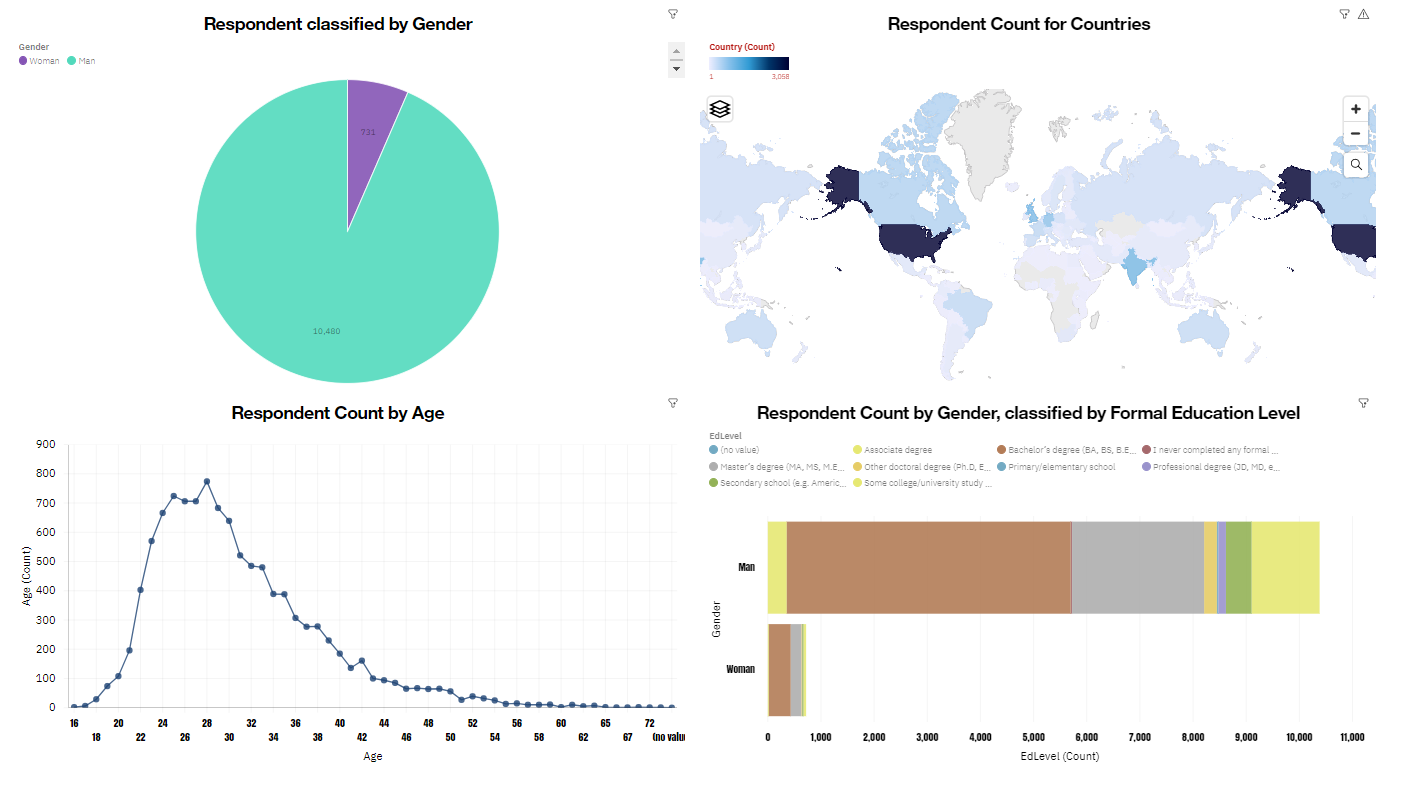 Respondent classified by Gender
Gender
Woman Man
731
10,480
Respondent Count for Countries
Country (Count)
1 3,058
Respondent Count by Age
Age (Count)
900
800
700
600
500
400
300
200
100
0
16 20 24 28 32 36 40 44 48 52 56 60 65 72
18 22 26 30 34 38 42 46 50 54 58 62 67 (no valu
Age
Respondent Count by Gender, classified by Formal Education Level
EdLevel
(no value) Associate degree Bachelor's degree (BA, BS, B.E... I never completed any formal ...
Master's degree (MA, MS, M.E... Other doctoral degree (Ph.D, E... Primary/elementary school Professional degree (JD, MD, e...
Secondary school (e.g. Americ... Some college/university study ...
Gender
Man
Woman
0 1,000 2,000 3,000 4,000 5,000 6,000 7,000 8,000 9,000 10,000 11,000
EdLevel (Count)